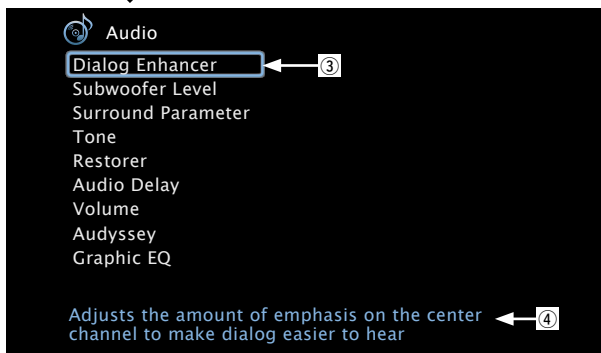 Audio
Dialog Enhancer ③
Subwoofer Level
Surround Parameter
Tone
Restorer
Audio Delay
Volume
Audyssey
Graphic EQ
Adjusts the amount of emphasis on the center ④
channel to make dialog easier to hear